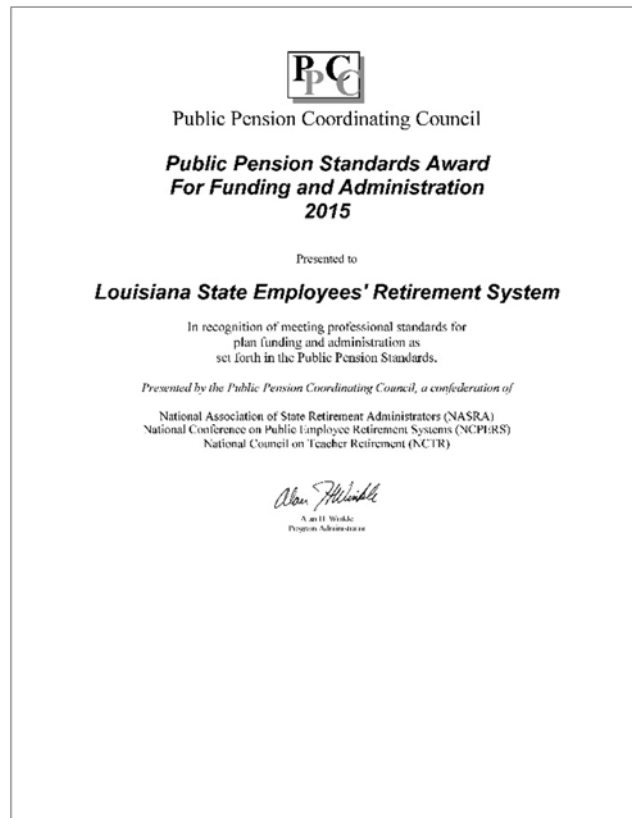 PPCC
Public Pension Coordinating Council
Public Pension Standards Award
For Funding and Administration
2015
Presented to
Louisiana State Employees' Retirement System
In recognition of meeting professional standards for
plan funding and administration as
set forth in the Public Pension Standards.
Presented by the Public Pension Coordinating Council, a confederation of
National Association of State Retirement Administrators (NASRA)
National Conference on Public Employee Retirement Systems (NCPERS)
National Council on Teacher Retirement (NCTR)
Alan H Winkle
Alan H. Winkle
Program Administrator